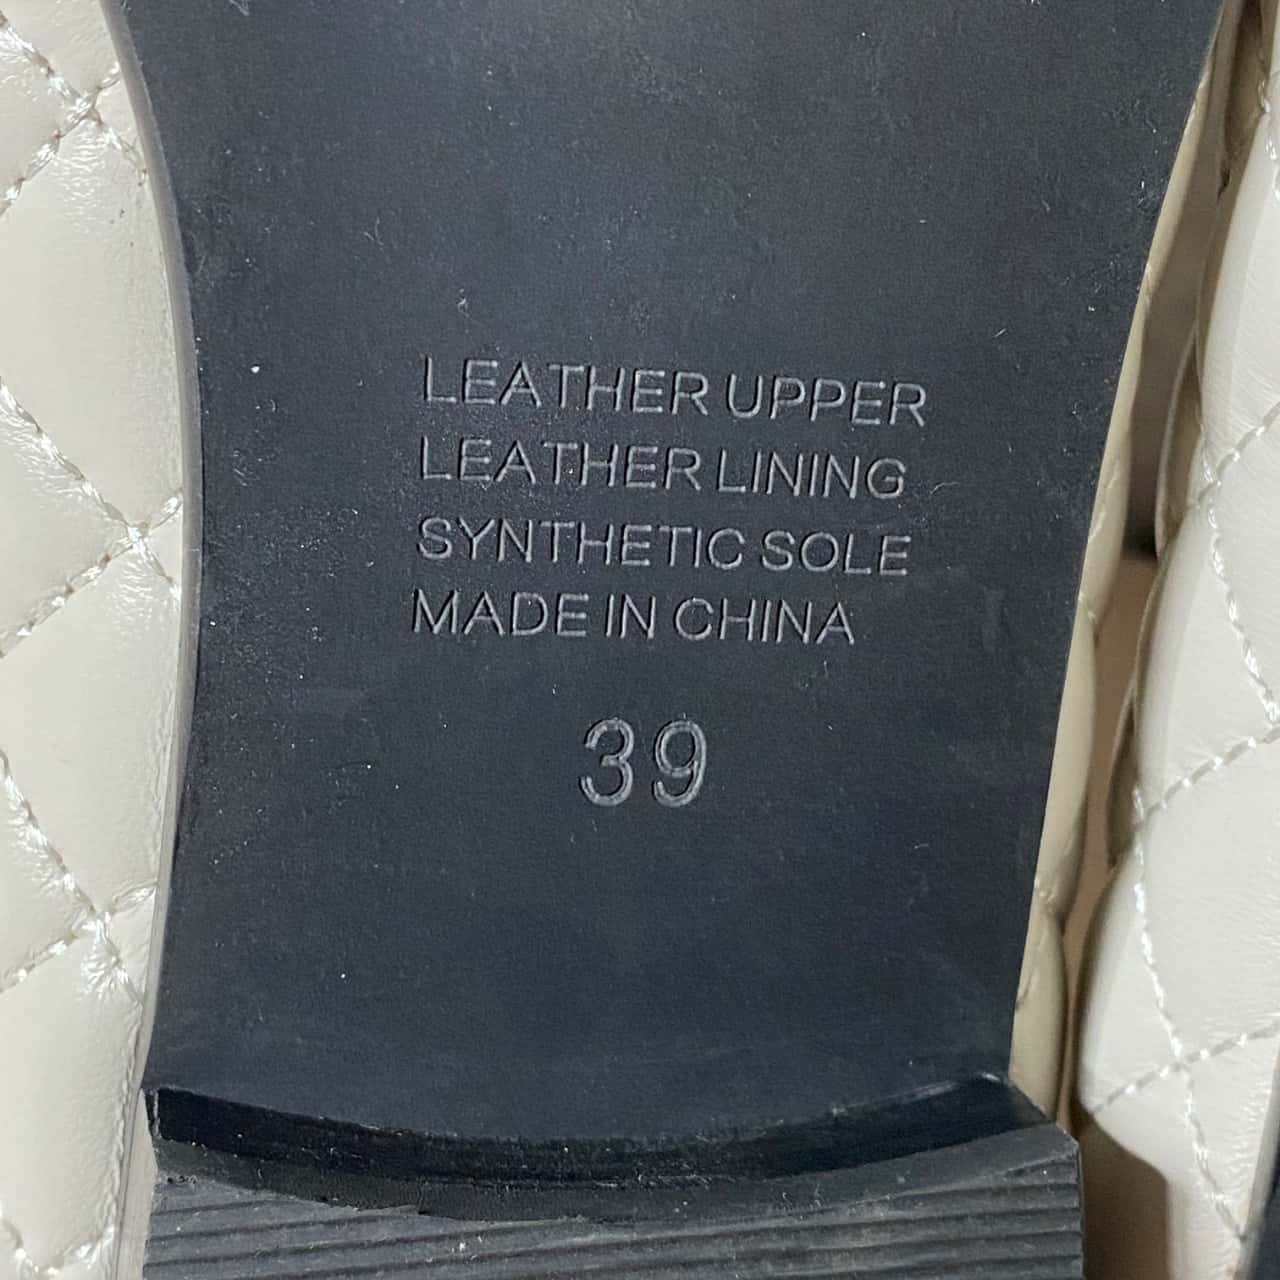 LEATHER UPPER
LEATHER LINING
SYNTHETIC SOLE
MADE IN CHINA
39